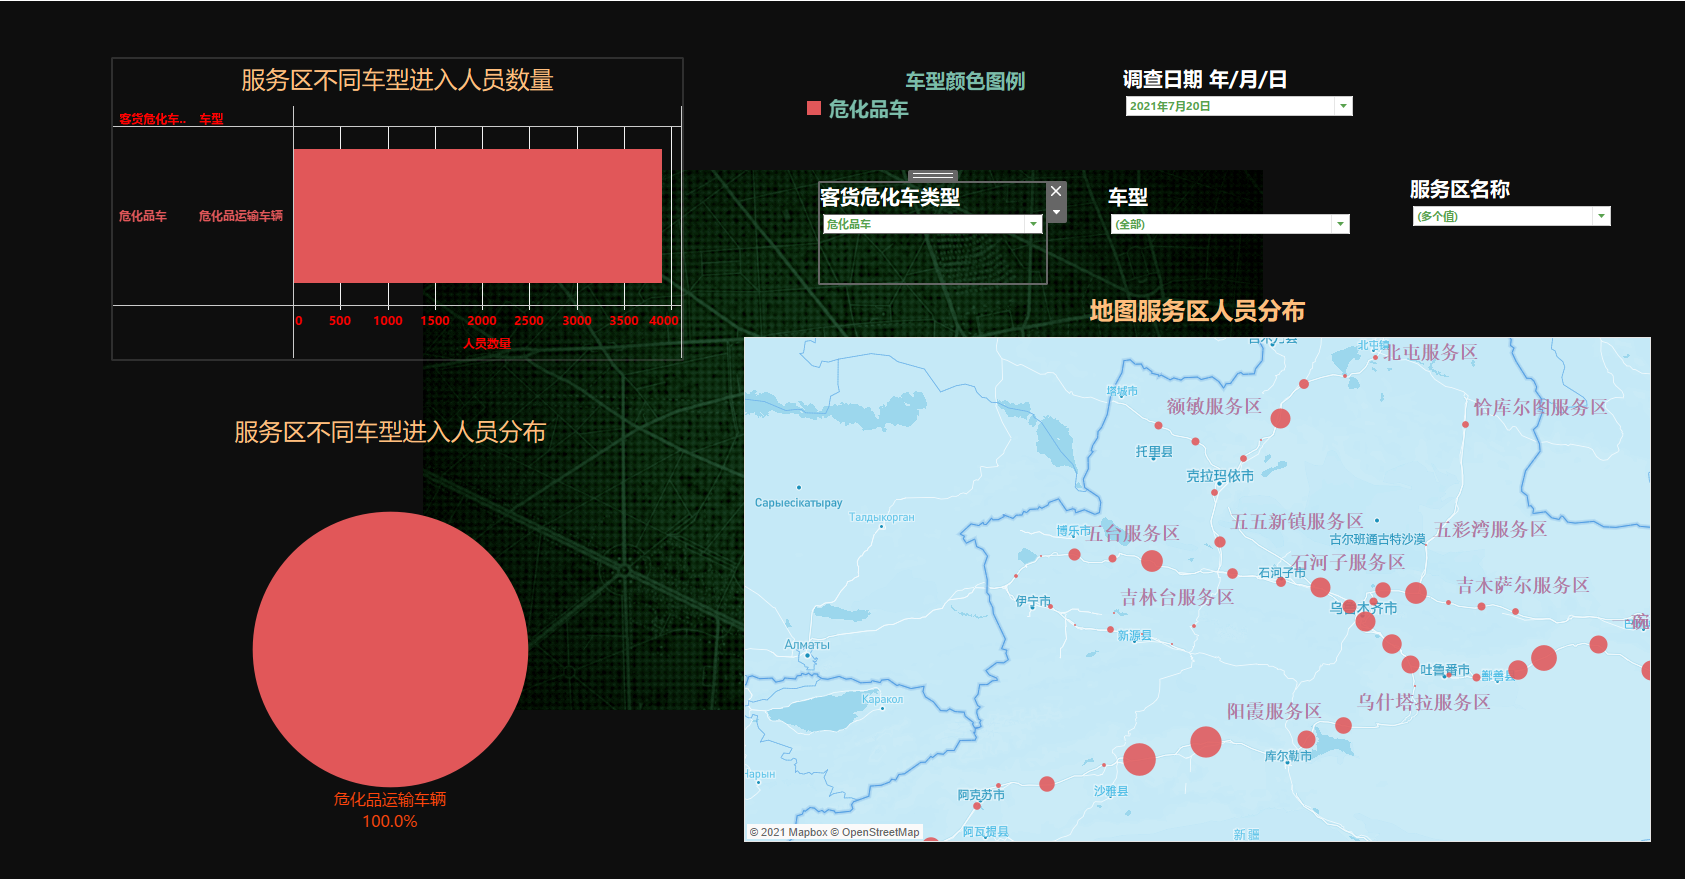 服务区不同车型进入人员数量
客货危化车.. 车型
危化品车 危化品运输车辆
0 500 1000 1500 2000 2500 3000 3500 4000
人员数量
车型颜色图例
危化品车
调查日期 年/月/日
2021年7月20日
客货危化车类型
危化品车
车型
(全部)
服务区名称
(多个值)
服务区不同车型进入人员分布
危化品运输车辆
100.0%
地图服务区人员分布
北屯服务区
塔城市
额敏服务区
恰库尔图服务区
托里县
克拉玛依市
Сарыесікатырау
Талдыкорган
博乐市
五台服务区
五五新镇服务区
五彩湾服务区
古尔班通古特沙漠
石河子服务区
石河子市
伊宁市
吉林台服务区
吉木萨尔服务区
乌鲁木齐市
新源县
Алматы
吐鲁番市
鄯善县
Каракол
阳霞服务区
乌什塔拉服务区
库尔勒市
Нарын
阿克苏市
沙雅县
阿瓦提县
新疆
© 2021 Mapbox © OpenStreetMap